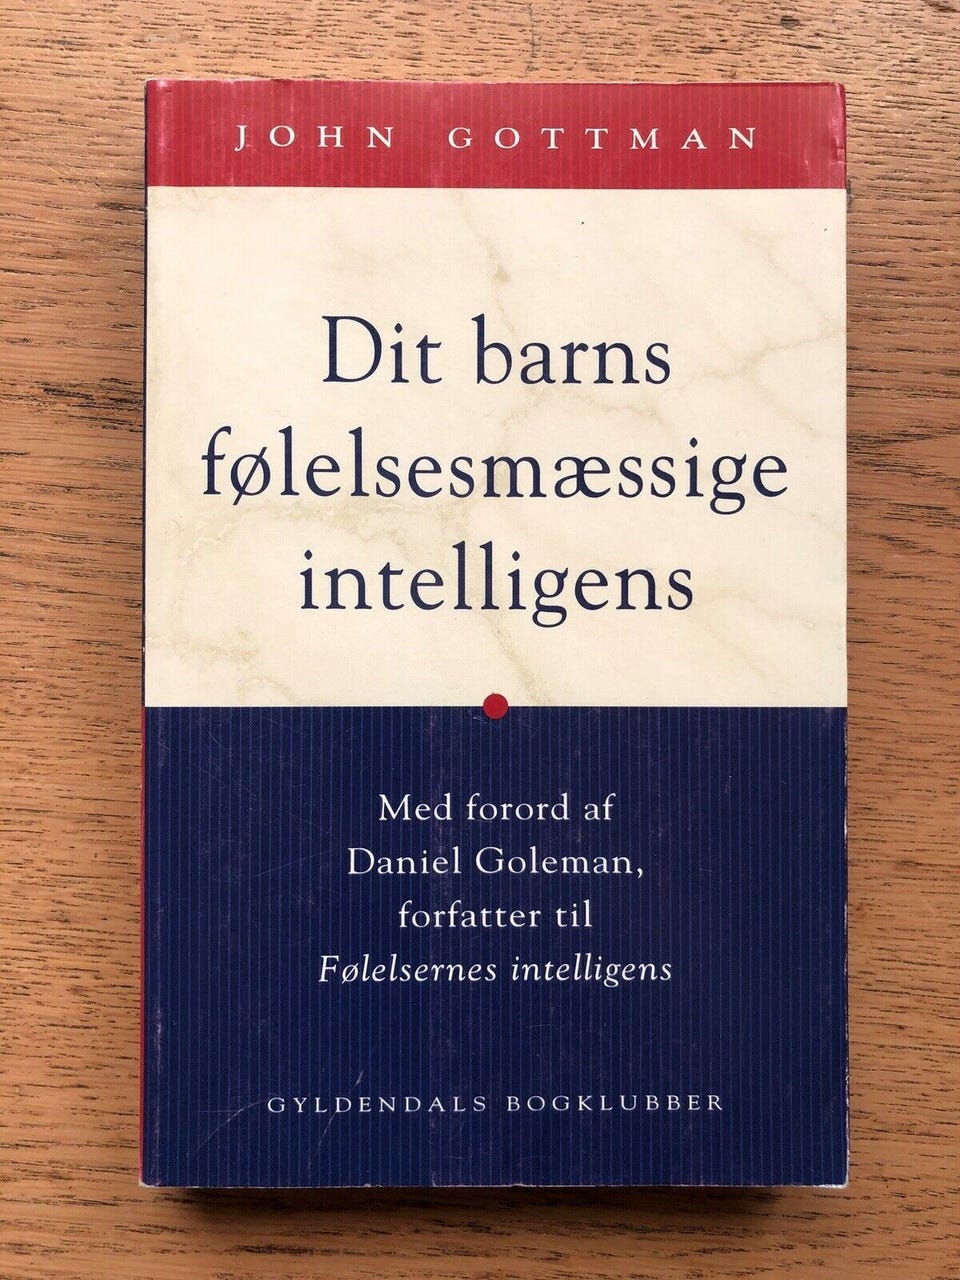 JOHN GOTTMAN
Dit barns
følelsesmæssige
intelligens
Med forord af
Daniel Goleman,
forfatter til
Følelsernes intelligens
GYLDENDALS BOGKLUBBER